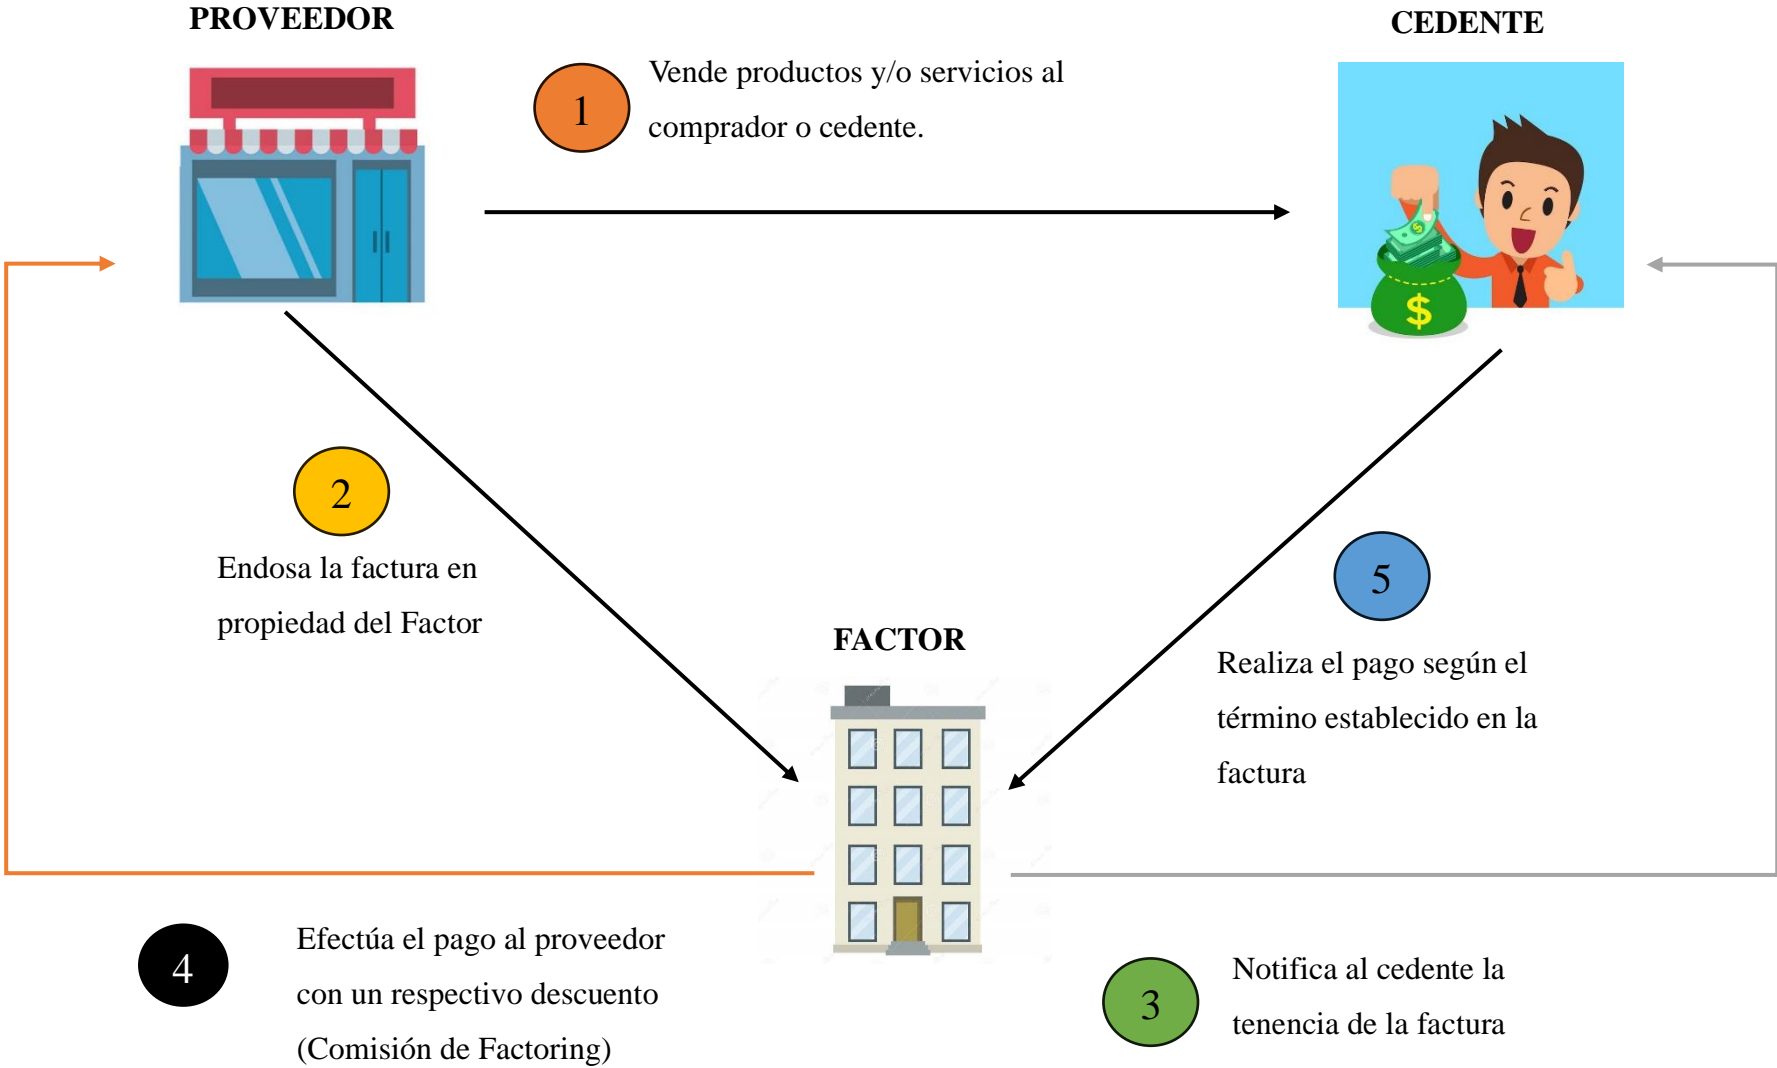 PROVEEDOR
CEDENTE
1
Vende productos y/o servicios al
comprador o cedente.
$
$
2
Endosa la factura en
propiedad del Factor
5
Realiza el pago según el
término establecido en la
factura
FACTOR
4
Efectúa el pago al proveedor
con un respectivo descuento
(Comisión de Factoring)
3
Notifica al cedente la
tenencia de la factura